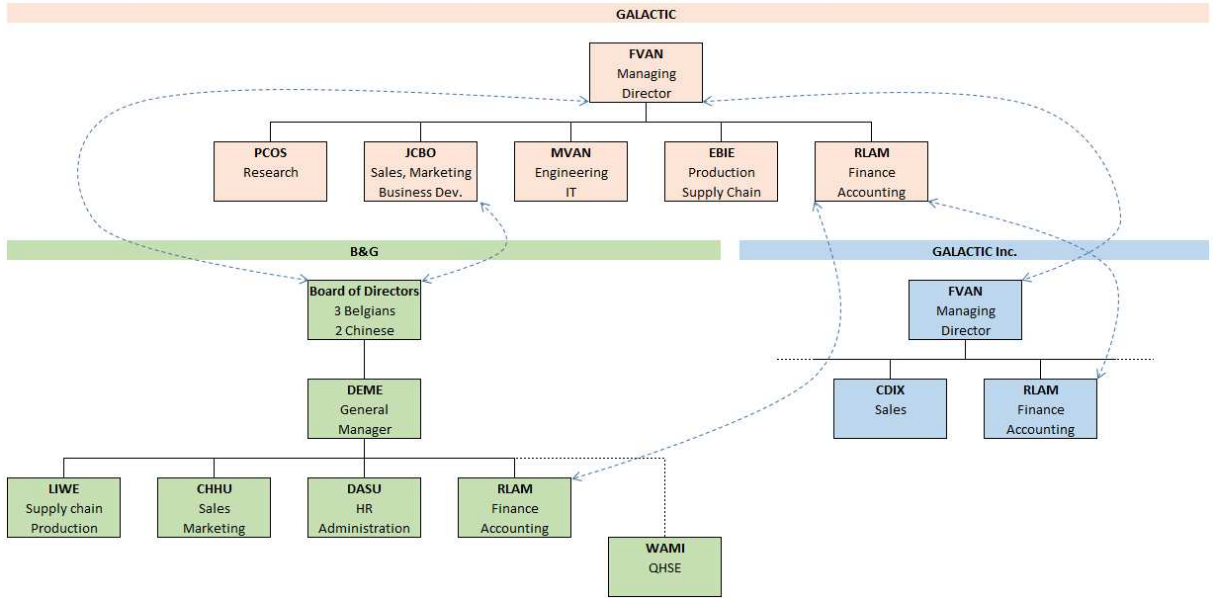 GALACTIC
FVAN
Managing
Director
PCOS
Research
JCBO
Sales, Marketing
Business Dev.
MVAN
Engineering
IT
EBIE
Production
Supply Chain
RLAM
Finance
Accounting
B&G
GALACTIC Inc.
Board of Directors
3 Belgians
2 Chinese
FVAN
Managing
Director
DEME
General
Manager
CDIX
Sales
RLAM
Finance
Accounting
LIWE
Supply chain
Production
CHHU
Sales
Marketing
DASU
HR
Administration
RLAM
Finance
Accounting
WAMI
QHSE